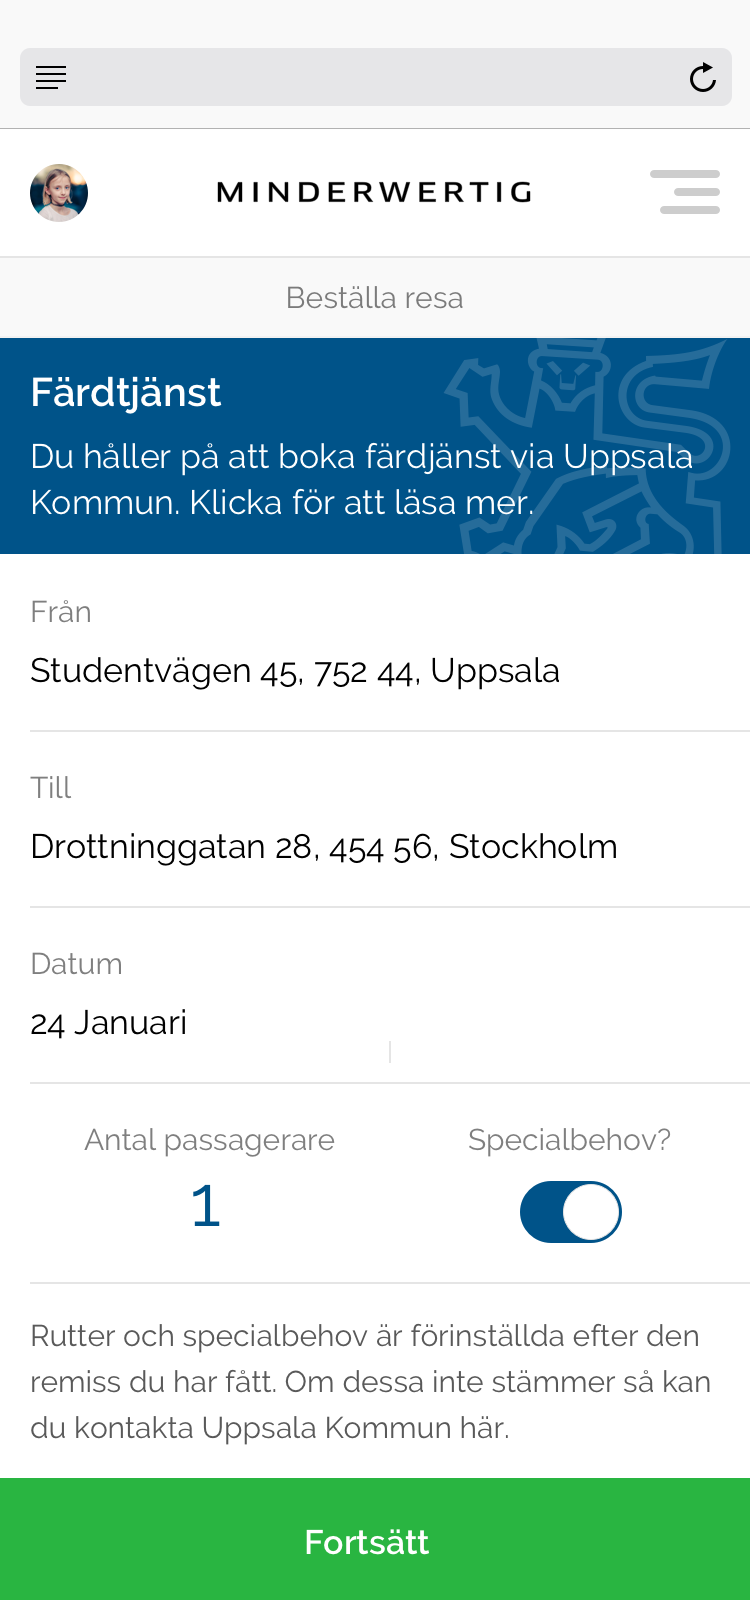 MINDERWERTIG
Beställa resa
Färdtjänst
Du håller på att boka färdjänst via Uppsala
Kommun. Klicka för att läsa mer.
Från
Studentvägen 45, 752 44, Uppsala
Till
Drottninggatan 28, 454 56, Stockholm
Datum
24 Januari
Antal passagerare
Specialbehov?
1
Rutter och specialbehov är förinställda efter den
remiss du har fått. Om dessa inte stämmer så kan
du kontakta Uppsala Kommun här.
Fortsätt